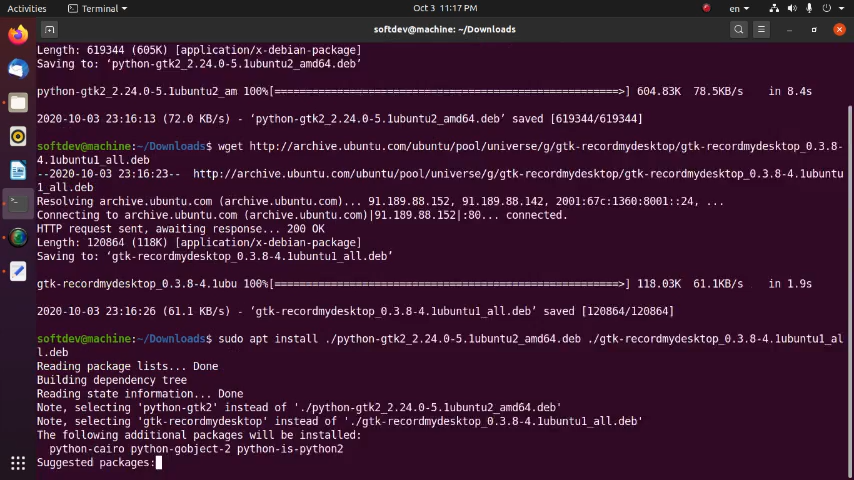 Activities
Terminal
Oct 3 11:17 PM
en
softdev@machine: ~/Downloads
Length: 619344 (605K) [application/x-debian-package]
Saving to: ‘python-gtk2_2.24.0-5.1ubuntu2_amd64.deb’
python-gtk2_2.24.0-5.1ubuntu2_am 100%[=============================================================>] 604.83K  78.5KB/s    in 8.4s
2020-10-03 23:16:13 (72.0 KB/s) - ‘python-gtk2_2.24.0-5.1ubuntu2_amd64.deb’ saved [619344/619344]
softdev@machine:~/Downloads$ wget http://archive.ubuntu.com/ubuntu/pool/universe/g/gtk-recordmydesktop/gtk-recordmydesktop_0.3.8-
4.1ubuntu1_all.deb
--2020-10-03 23:16:23--  http://archive.ubuntu.com/ubuntu/pool/universe/g/gtk-recordmydesktop/gtk-recordmydesktop_0.3.8-4.1ubuntu
1_all.deb
Resolving archive.ubuntu.com (archive.ubuntu.com)... 91.189.88.152, 91.189.88.142, 2001:67c:1360:8001::24, ...
Connecting to archive.ubuntu.com (archive.ubuntu.com)|91.189.88.152|:80... connected.
HTTP request sent, awaiting response... 200 OK
Length: 120864 (118K) [application/x-debian-package]
Saving to: ‘gtk-recordmydesktop_0.3.8-4.1ubuntu1_all.deb’
gtk-recordmydesktop_0.3.8-4.1ubu 100%[=============================================================>] 118.03K  61.1KB/s    in 1.9s
2020-10-03 23:16:26 (61.1 KB/s) - ‘gtk-recordmydesktop_0.3.8-4.1ubuntu1_all.deb’ saved [120864/120864]
softdev@machine:~/Downloads$ sudo apt install ./python-gtk2_2.24.0-5.1ubuntu2_amd64.deb ./gtk-recordmydesktop_0.3.8-4.1ubuntu1_al
l.deb
Reading package lists... Done
Building dependency tree
Reading state information... Done
Note, selecting 'python-gtk2' instead of './python-gtk2_2.24.0-5.1ubuntu2_amd64.deb'
Note, selecting 'gtk-recordmydesktop' instead of './gtk-recordmydesktop_0.3.8-4.1ubuntu1_all.deb'
The following additional packages will be installed:
python-cairo python-gobject-2 python-is-python2
Suggested packages: